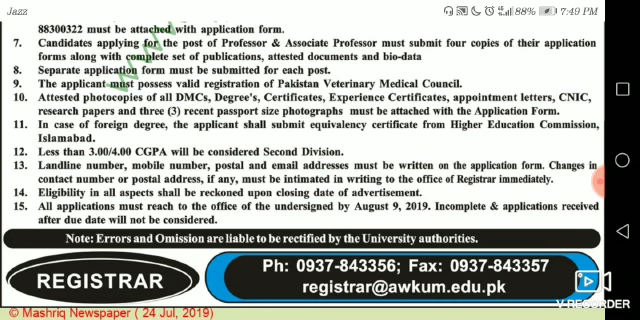 Jazz
88% 7:49 PM
88300322 must be attached with application form.
7. Candidates applying for the post of Professor & Associate Professor must submit four copies of their application
forms along with complete set of publications, attested documents and bio-data
8. Separate application form must be submitted for each post.
9. The applicant must possess valid registration of Pakistan Veterinary Medical Council.
10. Attested photocopies of all DMCs, Degree's, Certificates, Experience Certificates, appointment letters, CNIC,
research papers and three (3) recent passport size photographs must be attached with the Application Form.
11. In case of foreign degree, the applicant shall submit equivalency certificate from Higher Education Commission,
Islamabad.
12. Less than 3.00/4.00 CGPA will be considered Second Division.
13. Landline number, mobile number, postal and email addresses must be written on the application form. Changes in
contact number or postal address, if any, must be intimated in writing to the office of Registrar immediately.
14. Eligibility in all aspects shall be reckoned upon closing date of advertisement.
15. All applications must reach to the office of the undersigned by August 9, 2019. Incomplete & applications received
after due date will not be considered.
Note: Errors and Omission are liable to be rectified by the University authorities.
REGISTRAR
Ph: 0937-843356; Fax: 0937-843357
registrar@awkum.edu.pk
V RECORDER
© Mashriq Newspaper ( 24 Jul, 2019)